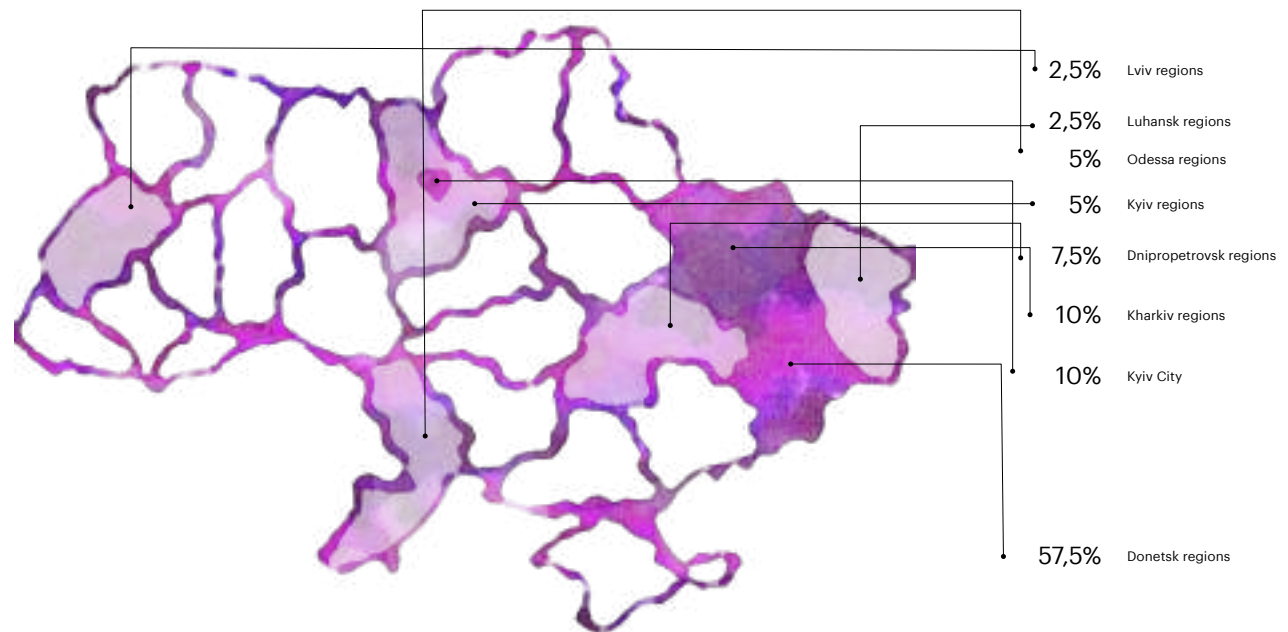 2,5% Lviv regions
2,5% Luhansk regions
5% Odessa regions
5% Kyiv regions
7,5% Dnipropetrovsk regions
10% Kharkiv regions
10% Kyiv City
57,5% Donetsk regions